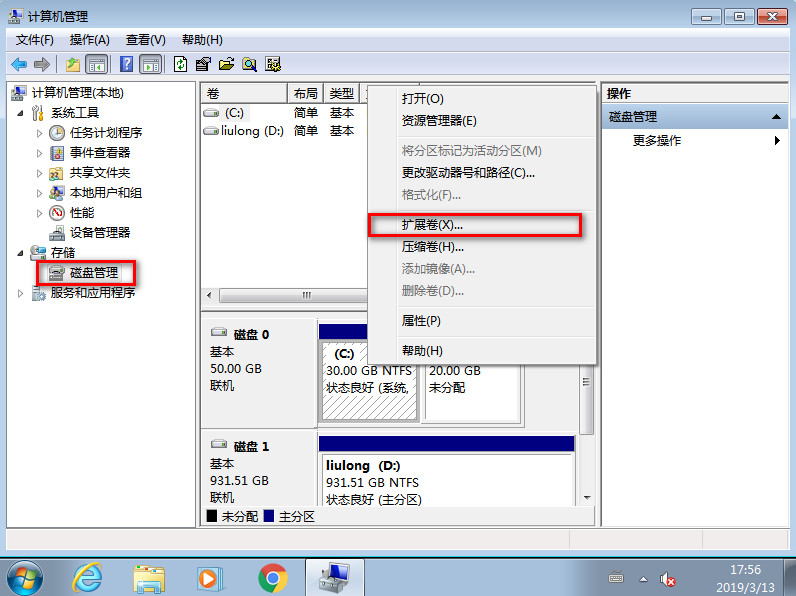 计算机管理
文件(F) 操作(A) 查看(V) 帮助(H)
计算机管理(本地)
系统工具
任务计划程序
事件查看器
共享文件夹
本地用户和组
性能
设备管理器
存储
磁盘管理
服务和应用程序
卷 布局 类型
(C:) 简单 基本
liulong (D:) 简单 基本
打开(O)
资源管理器(E)
将分区标记为活动分区(M)
更改驱动器号和路径(C)...
格式化(F)...
扩展卷(X)...
压缩卷(H)...
添加镜像(A)...
删除卷(D)...
属性(P)
帮助(H)
操作
磁盘管理
更多操作
磁盘 0
基本
50.00 GB
联机
(C:)
30.00 GB NTFS
状态良好 (系统,
20.00 GB
未分配
磁盘 1
基本
931.51 GB
联机
liulong (D:)
931.51 GB NTFS
状态良好 (主分区)
未分配 主分区
17:56
2019/3/13